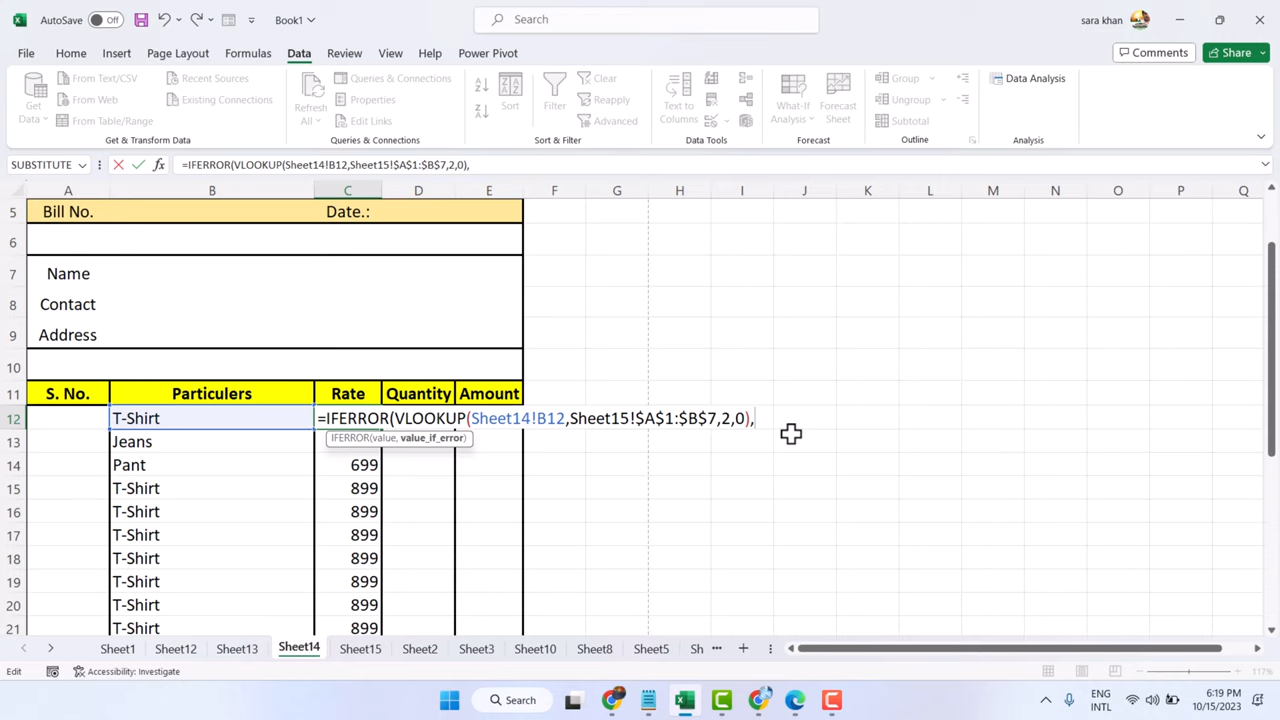 AutoSave Off Book1 Search sara khan
File Home Insert Page Layout Formulas Data Review View Help Power Pivot Comments Share
Get Data From Text/CSV From Web From Table/Range Recent Sources Existing Connections
Get & Transform Data
Refresh All Queries & Connections Properties Edit Links
Queries & Connections
Sort Filter Clear Reapply Advanced
Sort & Filter
Text to Columns
Data Tools
What-If Analysis Forecast Sheet
Forecast
Group Ungroup Subtotal
Outline
Data Analysis
Analysis
SUBSTITUTE =IFERROR(VLOOKUP(Sheet14!B12,Sheet15!$A$1:$B$7,2,0),
A B C D E F G H I J K L M N O P Q
5 Bill No. Date.:
6
7 Name
8 Contact
9 Address
10
11 S. No. Particulers Rate Quantity Amount
12 T-Shirt =IFERROR(VLOOKUP(Sheet14!B12,Sheet15!$A$1:$B$7,2,0),
IFERROR(value, value_if_error)
13 Jeans
14 Pant 699
15 T-Shirt 899
16 T-Shirt 899
17 T-Shirt 899
18 T-Shirt 899
19 T-Shirt 899
20 T-Shirt 899
21 T-Shirt 899
Sheet1 Sheet12 Sheet13 Sheet14 Sheet15 Sheet2 Sheet3 Sheet10 Sheet8 Sheet5 Sh ...
Edit Accessibility: Investigate 117%
Search ENG INTL 6:19 PM 10/15/2023